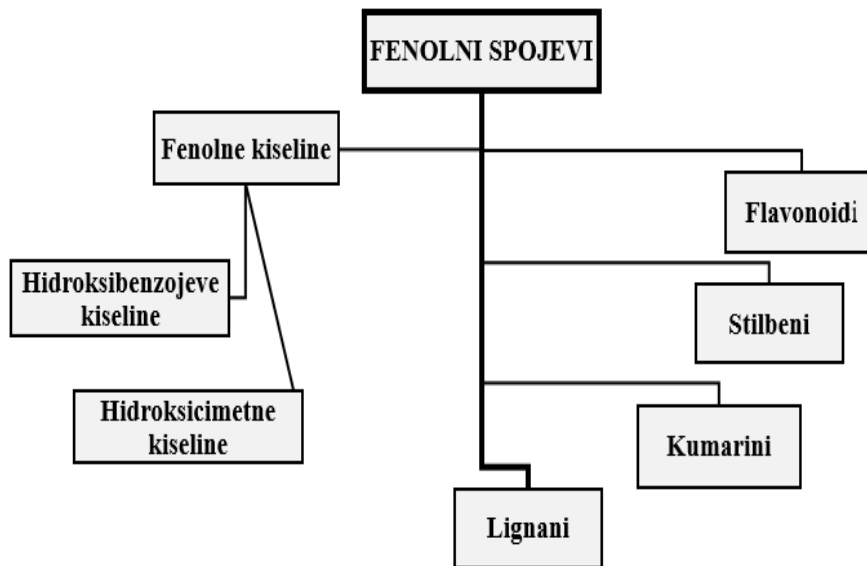 FENOLNI SPOJEVI
Fenolne kiseline
Flavonoidi
Hidroksibenzojeve
kiseline
Stilbeni
Hidroksicimetne
kiseline
Kumarini
Lignani